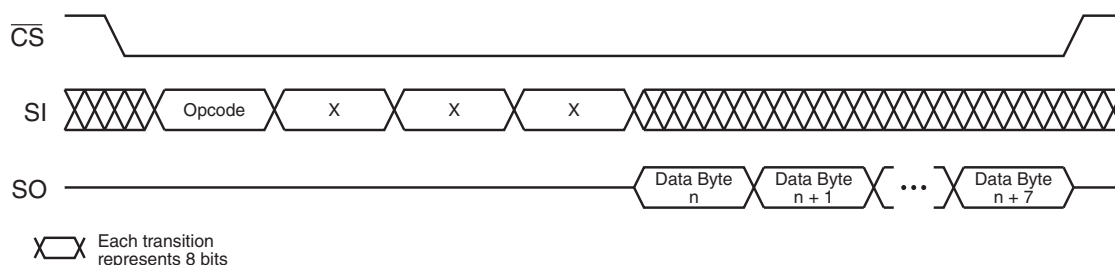 CS
SI
Opcode X X X
SO
Data Byte n Data Byte n + 1 ••• Data Byte n + 7
Each transition
represents 8 bits